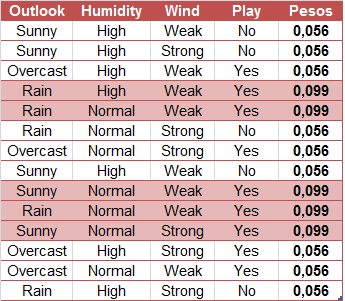 Outlook Humidity Wind Play Pesos
Sunny High Weak No 0,056
Sunny High Strong No 0,056
Overcast High Weak Yes 0,056
Rain High Weak Yes 0,099
Rain Normal Weak Yes 0,099
Rain Normal Strong No 0,056
Overcast Normal Strong Yes 0,056
Sunny High Weak No 0,056
Sunny Normal Weak Yes 0,099
Rain Normal Weak Yes 0,099
Sunny Normal Strong Yes 0,099
Overcast High Strong Yes 0,056
Overcast Normal Weak Yes 0,056
Rain High Strong No 0,056